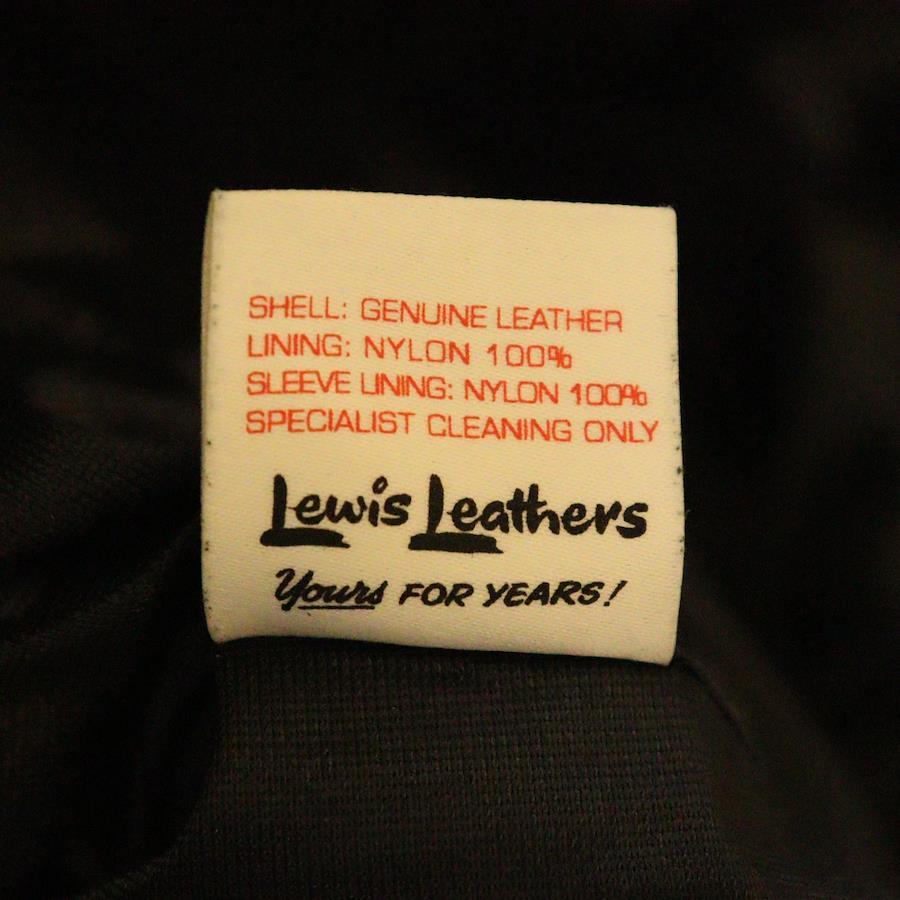 SHELL: GENUINE LEATHER
LINING: NYLON 100%
SLEEVE LINING: NYLON 100%
SPECIALIST CLEANING ONLY
Lewis Leathers
Yours FOR YEARS!